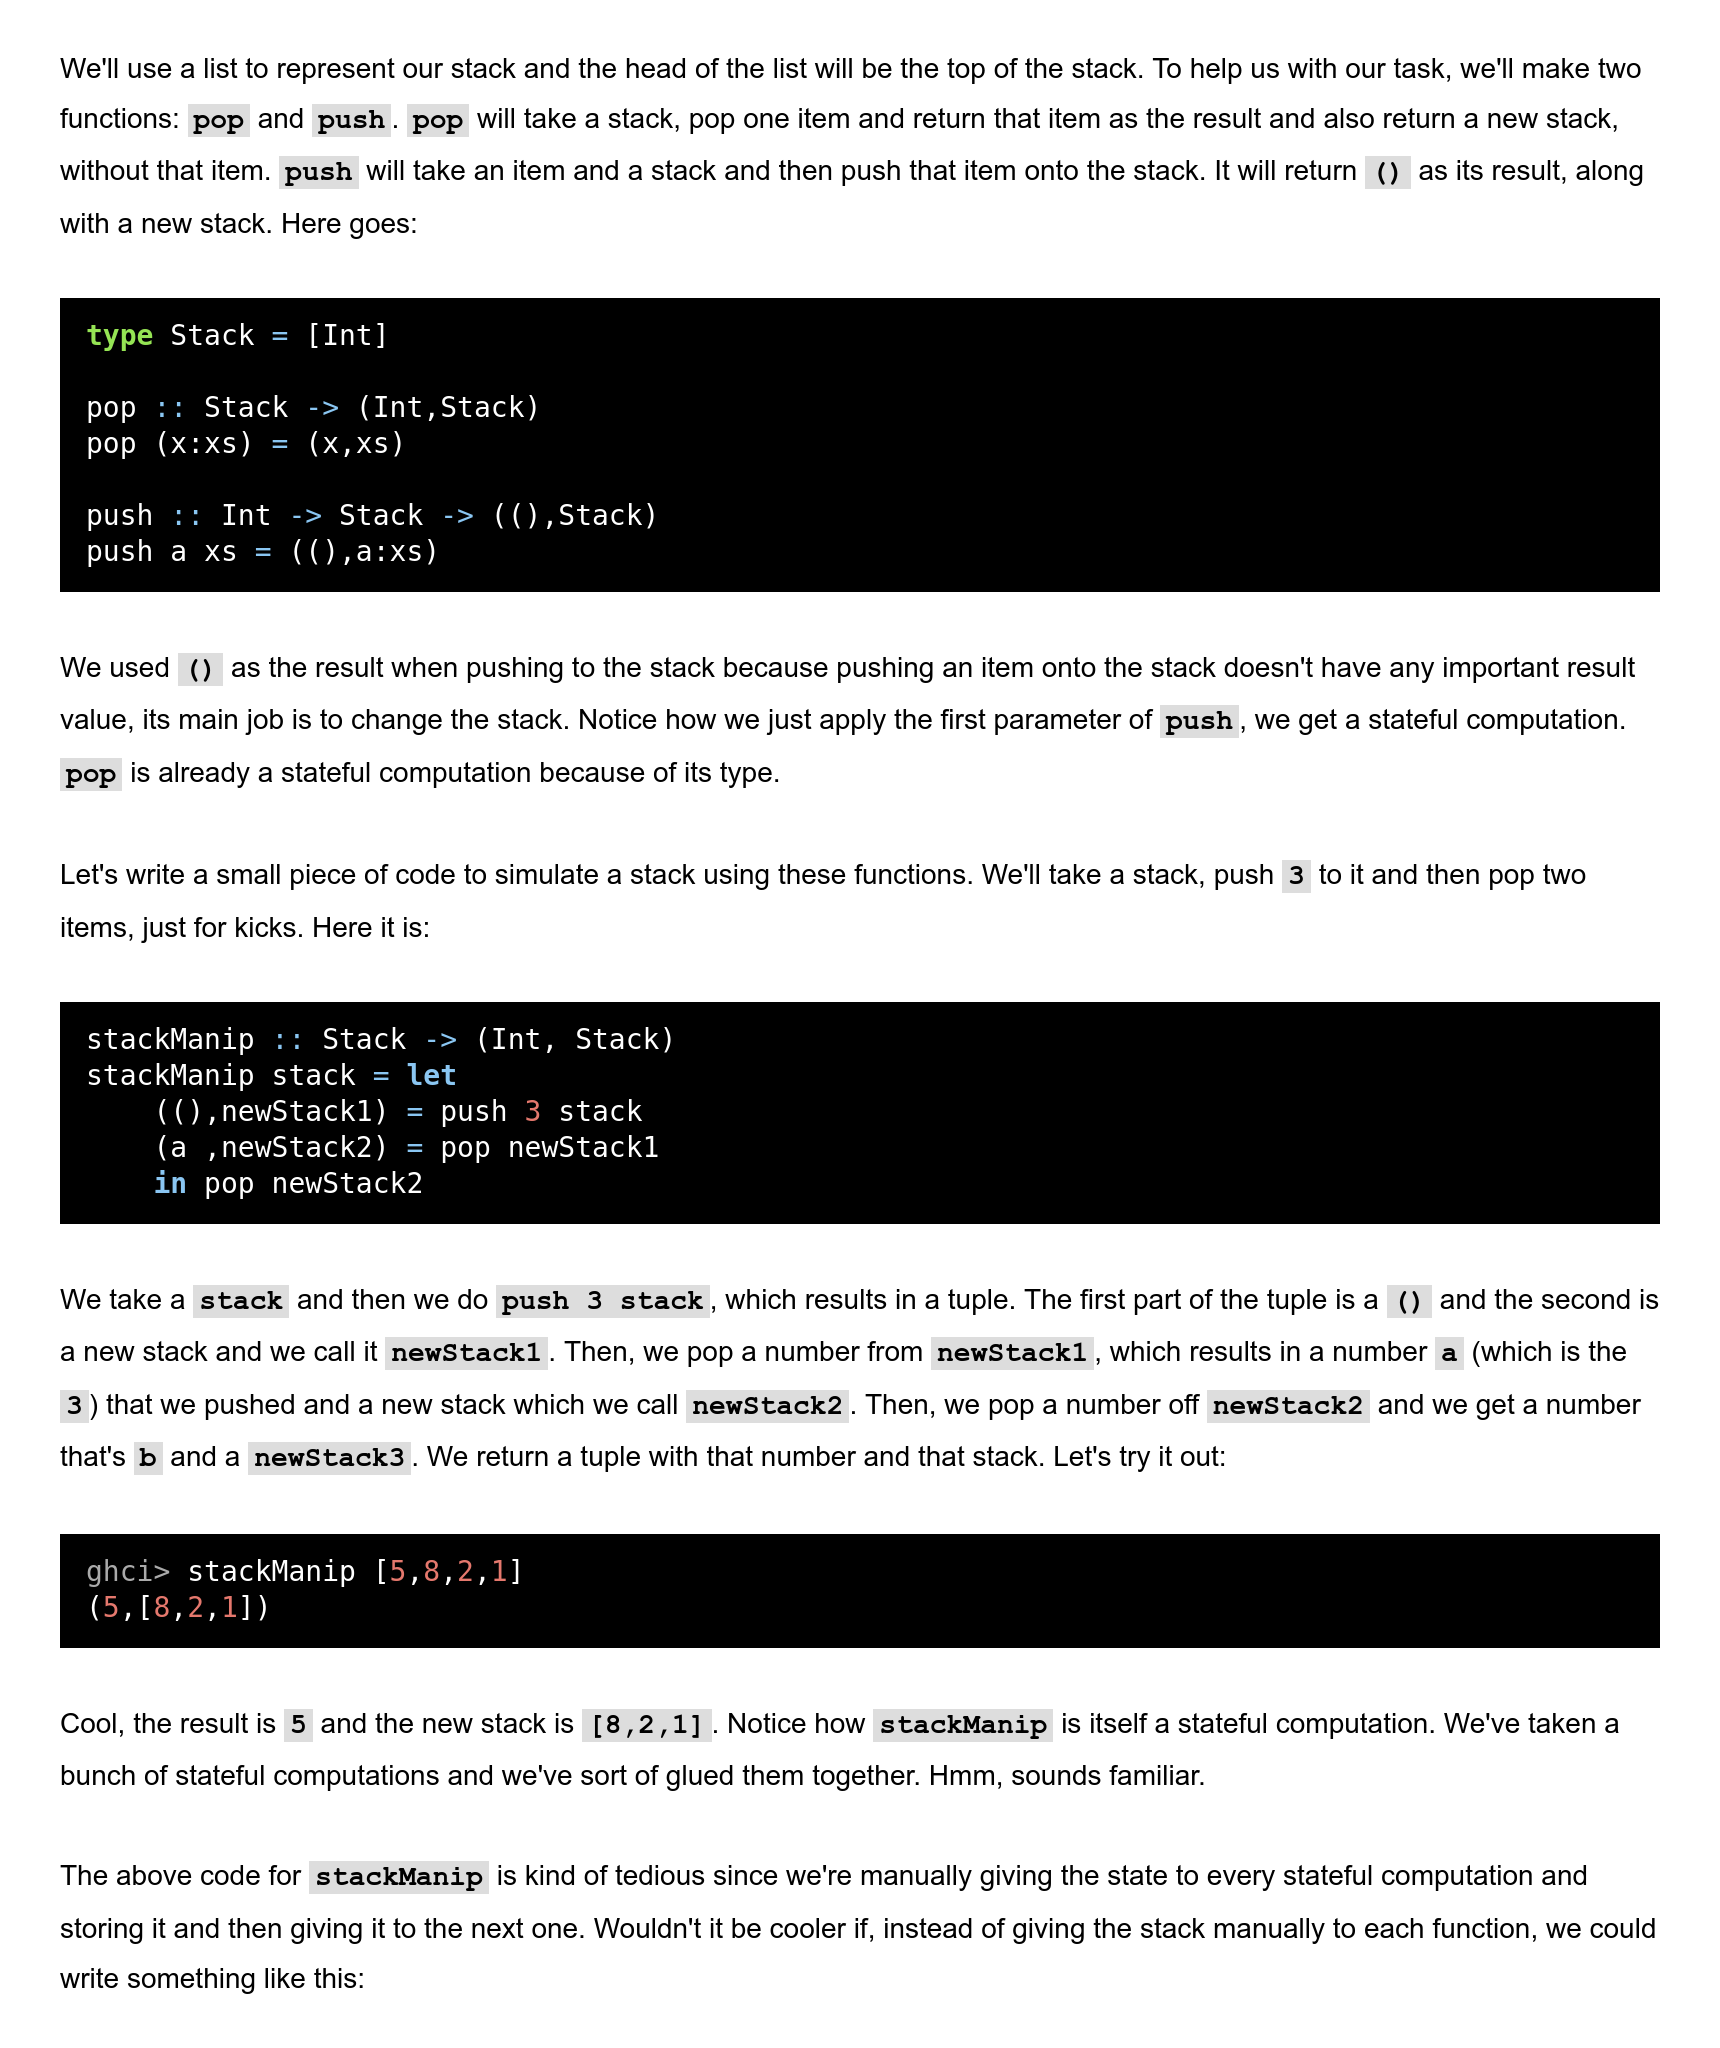 We'll use a list to represent our stack and the head of the list will be the top of the stack. To help us with our task, we'll make two
functions: pop and push. pop will take a stack, pop one item and return that item as the result and also return a new stack,
without that item. push will take an item and a stack and then push that item onto the stack. It will return () as its result, along
with a new stack. Here goes:
type Stack = [Int]
pop :: Stack -> (Int,Stack)
pop (x:xs) = (x,xs)
push :: Int -> Stack -> ((),Stack)
push a xs = ((),a:xs)
We used () as the result when pushing to the stack because pushing an item onto the stack doesn't have any important result
value, its main job is to change the stack. Notice how we just apply the first parameter of push, we get a stateful computation.
pop is already a stateful computation because of its type.
Let's write a small piece of code to simulate a stack using these functions. We'll take a stack, push 3 to it and then pop two
items, just for kicks. Here it is:
stackManip :: Stack -> (Int, Stack)
stackManip stack = let
    ((),newStack1) = push 3 stack
    (a ,newStack2) = pop newStack1
    in pop newStack2
We take a stack and then we do push 3 stack, which results in a tuple. The first part of the tuple is a () and the second is
a new stack and we call it newStack1. Then, we pop a number from newStack1, which results in a number a (which is the
3) that we pushed and a new stack which we call newStack2. Then, we pop a number off newStack2 and we get a number
that's b and a newStack3. We return a tuple with that number and that stack. Let's try it out:
ghci> stackManip [5,8,2,1]
(5,[8,2,1])
Cool, the result is 5 and the new stack is [8,2,1]. Notice how stackManip is itself a stateful computation. We've taken a
bunch of stateful computations and we've sort of glued them together. Hmm, sounds familiar.
The above code for stackManip is kind of tedious since we're manually giving the state to every stateful computation and
storing it and then giving it to the next one. Wouldn't it be cooler if, instead of giving the stack manually to each function, we could
write something like this: